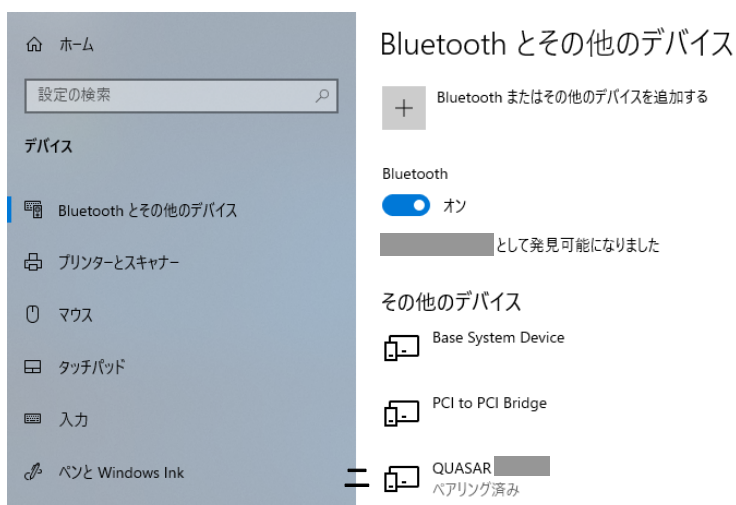 ホーム
設定の検索
デバイス
Bluetooth とその他のデバイス
プリンターとスキャナー
マウス
タッチパッド
入力
ペンと Windows Ink
Bluetooth とその他のデバイス
Bluetooth またはその他のデバイスを追加する
Bluetooth
オン
として発見可能になりました
その他のデバイス
Base System Device
PCI to PCI Bridge
QUASAR
ペアリング済み